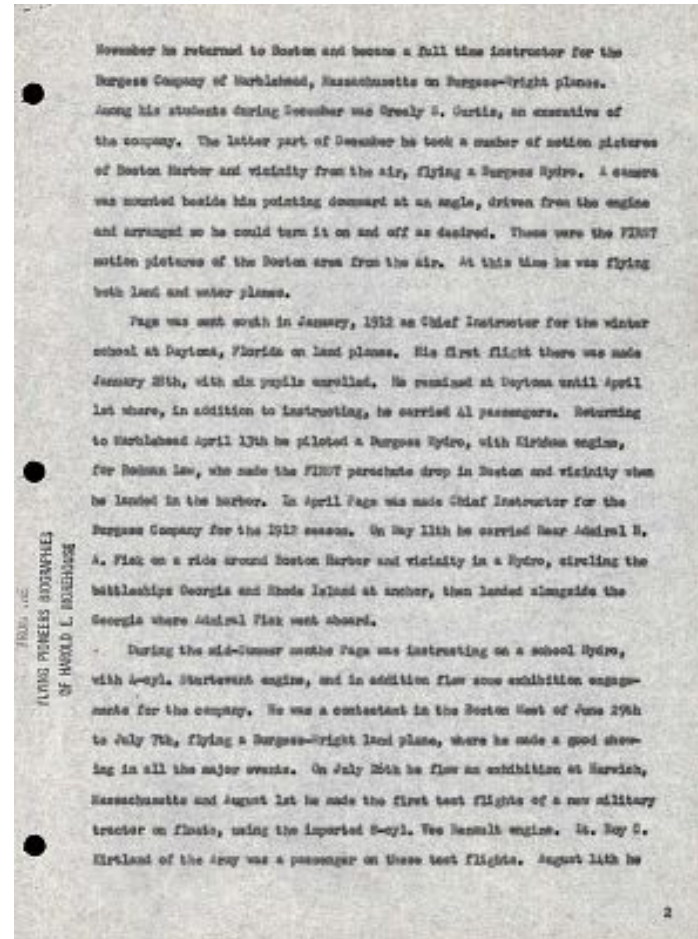 November he returned to Boston and became a full time instructor for the
Burgess Company of Marblehead, Massachusetts on Burgess-Wright planes.
Among his students during December was Greely S. Curtis, an executive of
the company. The latter part of December he took a number of motion pictures
of Boston Harbor and vicinity from the air, flying a Burgess Hydro. A camera
was mounted beside him pointing downward at an angle, driven from the engine
and arranged so he could turn it on and off as desired. These were the FIRST
motion pictures of the Boston area from the air. At this time he was flying
both land and water planes.
Page was sent south in January, 1912 as Chief Instructor for the winter
school at Daytona, Florida on land planes. His first flight there was made
January 28th, with six pupils enrolled. He remained at Daytona until April
1st where, in addition to instructing, he carried 41 passengers. Returning
to Marblehead April 13th he piloted a Burgess Hydro, with Kirkham engine,
for Rodman Law, who made the FIRST parachute drop in Boston and vicinity when
he landed in the harbor. In April Page was made Chief Instructor for the
Burgess Company for the 1912 season. On May 11th he carried Rear Admiral B.
A. Fisk on a ride around Boston Harbor and vicinity in a Hydro, circling the
battleships Georgia and Rhode Island at anchor, then landed alongside the
Georgia where Admiral Fisk went aboard.
During the mid-Summer months Page was instructing on a school Hydro,
with 4-cyl. Sturtevant engine, and in addition flew some exhibition engage-
ments for the company. He was a contestant in the Boston Meet of June 29th
to July 7th, flying a Burgess-Wright land plane, where he made a good show-
ing in all the major events. On July 26th he flew an exhibition at Harwich,
Massachusetts and August 1st he made the first test flights of a new military
tractor on floats, using the imported 8-cyl. Vee Renault engine. Lt. Roy C.
Kirtland of the Army was a passenger on these test flights. August 14th he
2
FROM THE
FLYING PIONEERS BIOGRAPHIES
OF HAROLD E. MOREHOUSE